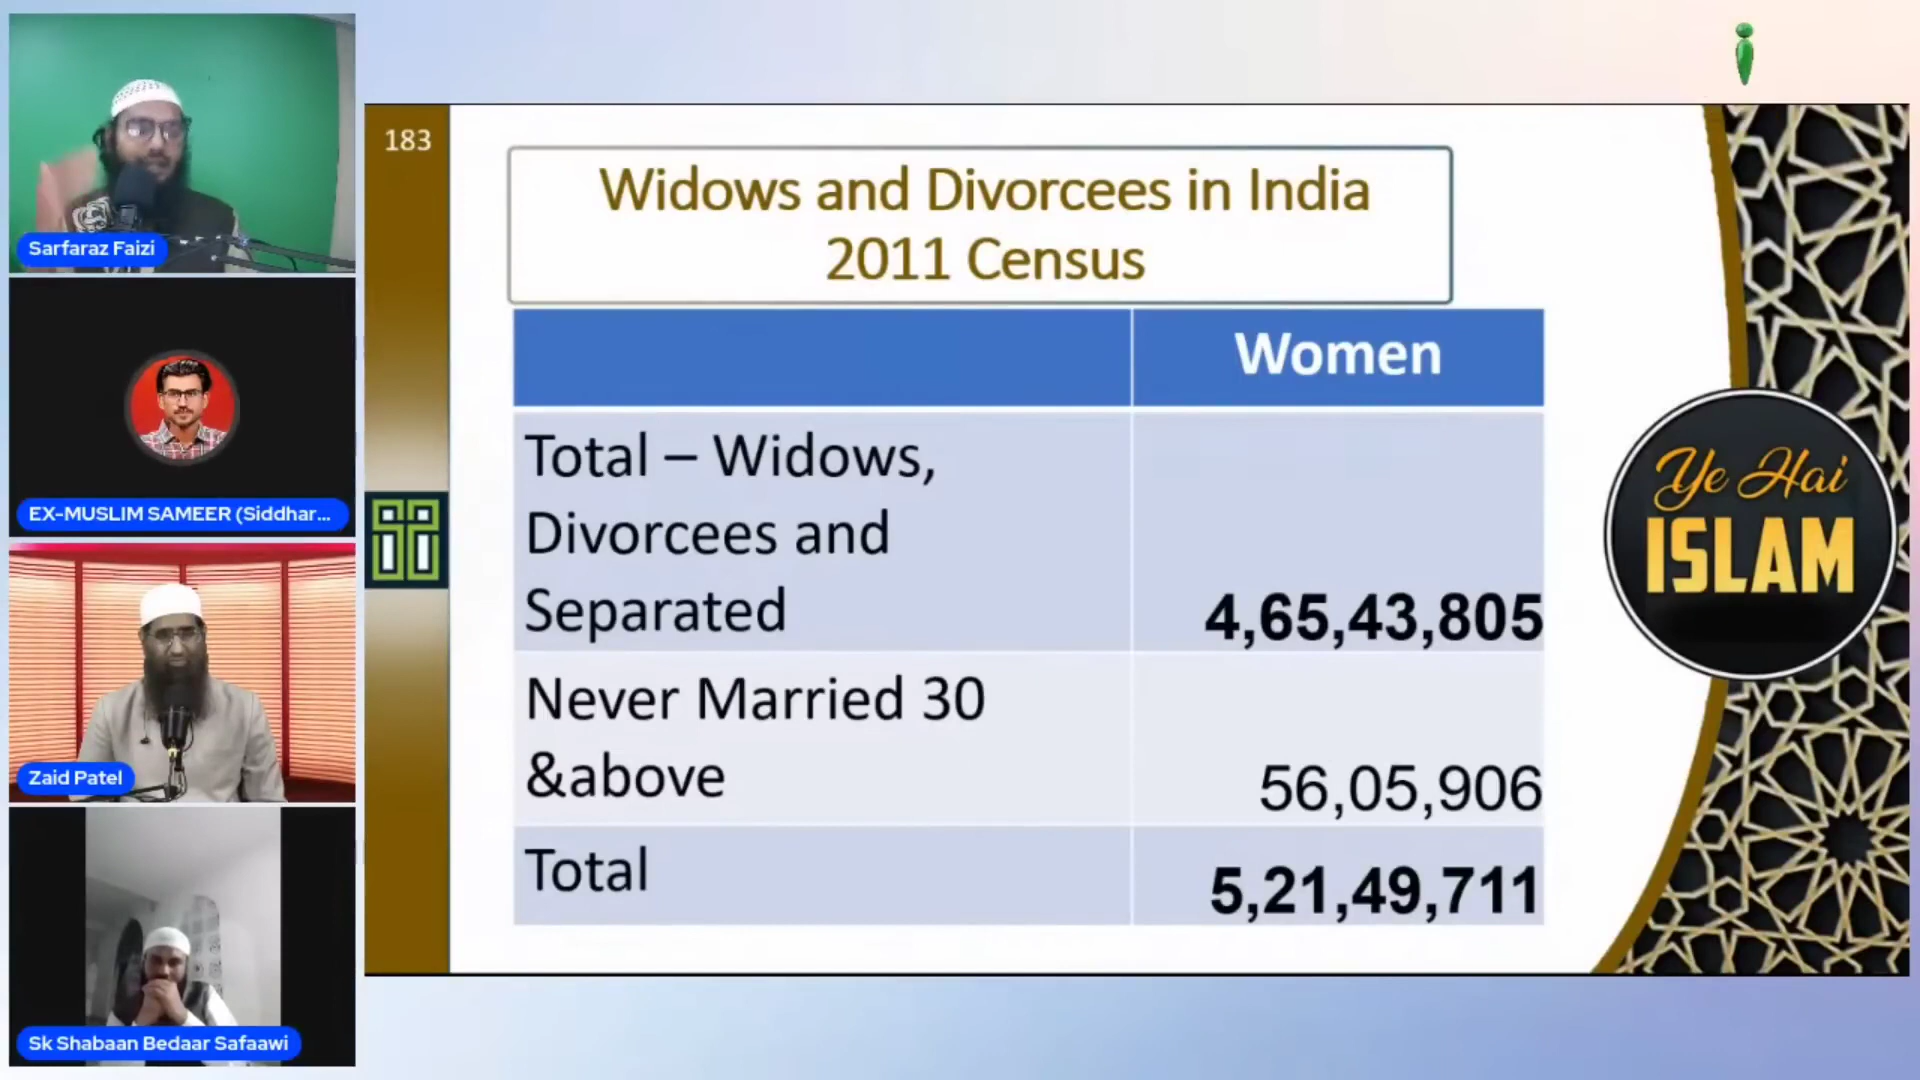 Sarfaraz Faizi
EX-MUSLIM SAMEER (Siddhar...
Zaid Patel
Sk Shabaan Bedaar Safaawi
183
Widows and Divorcees in India
2011 Census
Women
Total – Widows,
Divorcees and
Separated
4,65,43,805
Never Married 30
&above
56,05,906
Total
5,21,49,711
Ye Hai
ISLAM